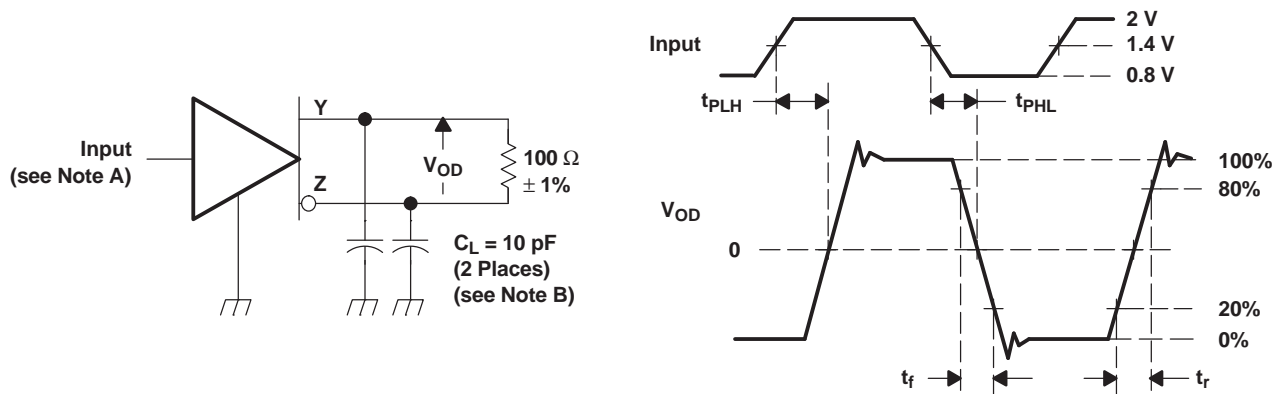 Input
(see Note A)
Y
Z
V_OD
100 Ω
± 1%
C_L = 10 pF
(2 Places)
(see Note B)
Input
2 V
1.4 V
0.8 V
t_PLH
t_PHL
V_OD
0
100%
80%
20%
0%
t_f
t_r